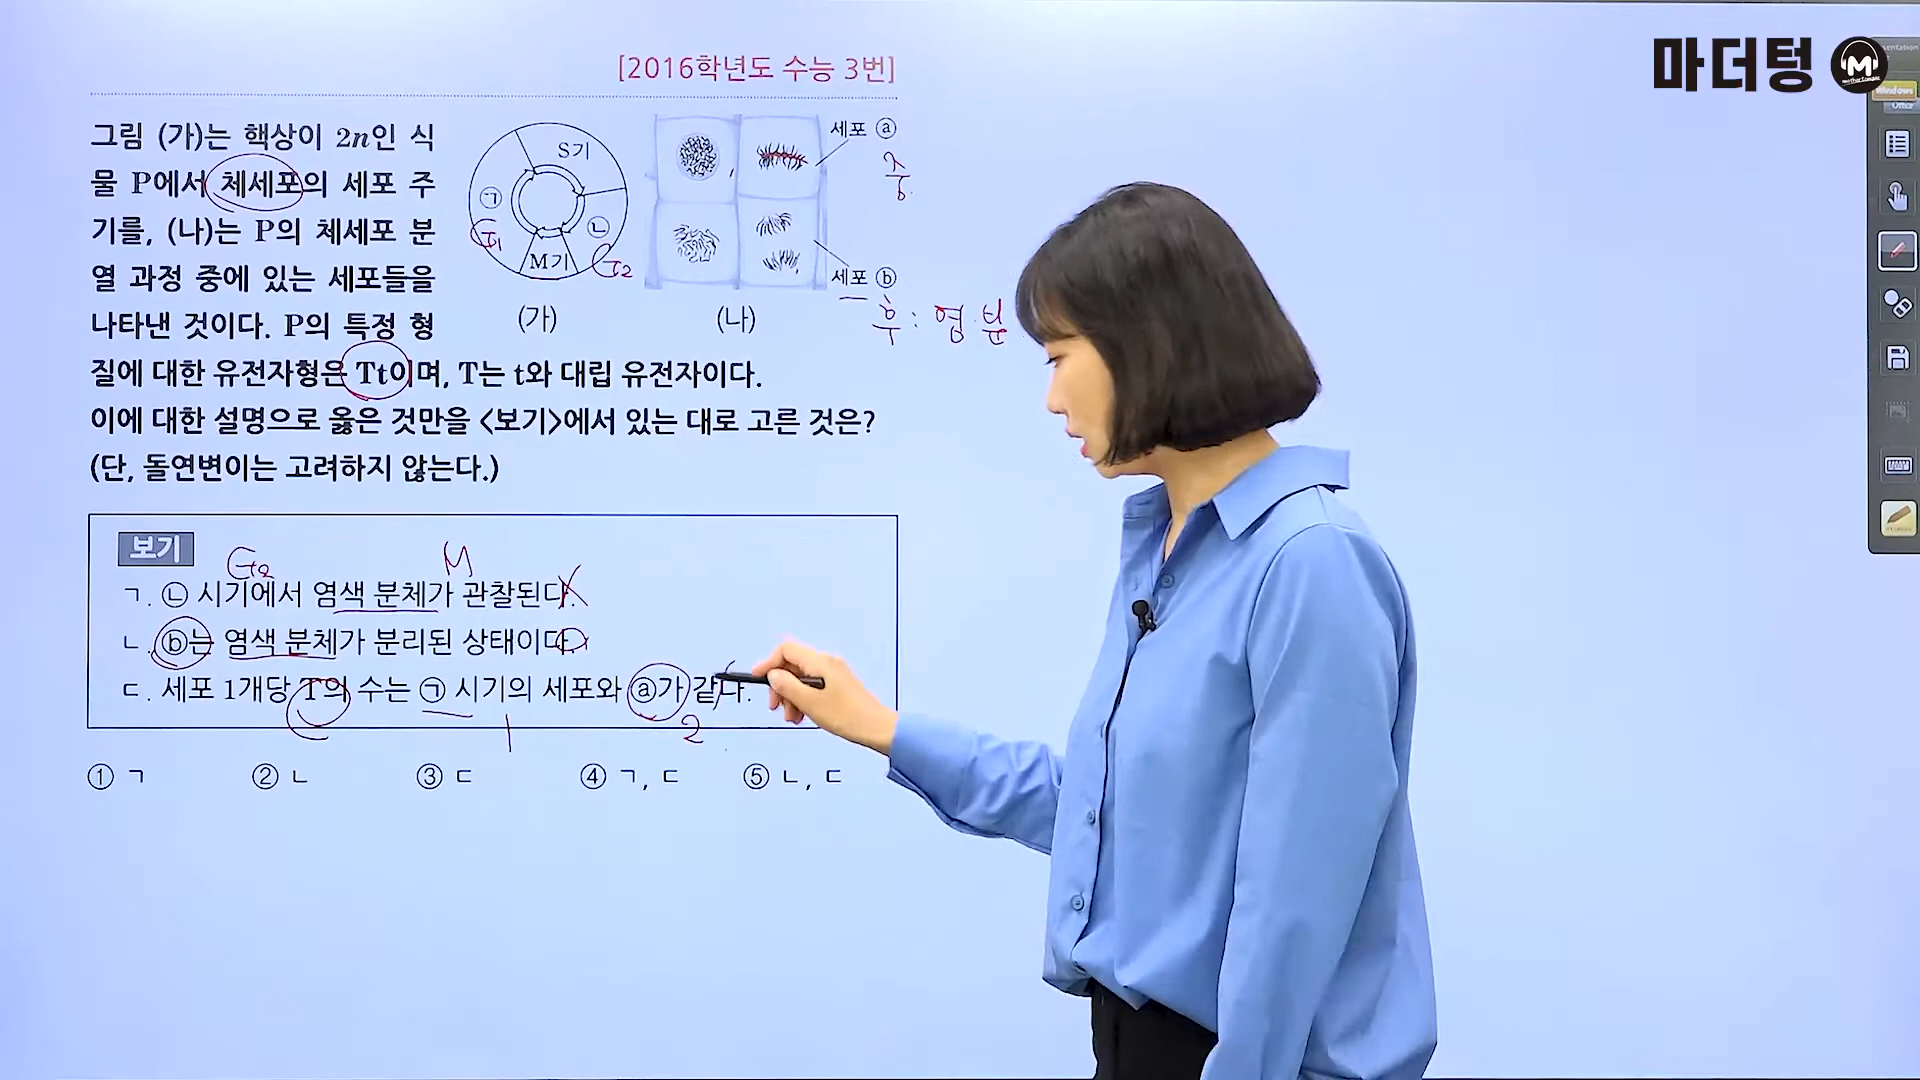 마더텅
[2016학년도 수능 3번]
그림 (가)는 핵상이 2n인 식
물 P에서 체세포의 세포 주
기를, (나)는 P의 체세포 분
열 과정 중에 있는 세포들을
나타낸 것이다. P의 특정 형
질에 대한 유전자형은 Tt이며, T는 t와 대립 유전자이다.
이에 대한 설명으로 옳은 것만을 <보기>에서 있는 대로 고른 것은?
(단, 돌연변이는 고려하지 않는다.)
S기
㉠
㉡
G1
M기
G2
(가)
세포 ⓐ
중
세포 ⓑ
후: 염분
(나)
보기
G2 M
ㄱ. ㉡ 시기에서 염색 분체가 관찰된다.
ㄴ. ⓑ는 염색 분체가 분리된 상태이다.
ㄷ. 세포 1개당 T의 수는 ㉠ 시기의 세포와 ⓐ가 같다.
1 2
① ㄱ ② ㄴ ③ ㄷ ④ ㄱ, ㄷ ⑤ ㄴ, ㄷ